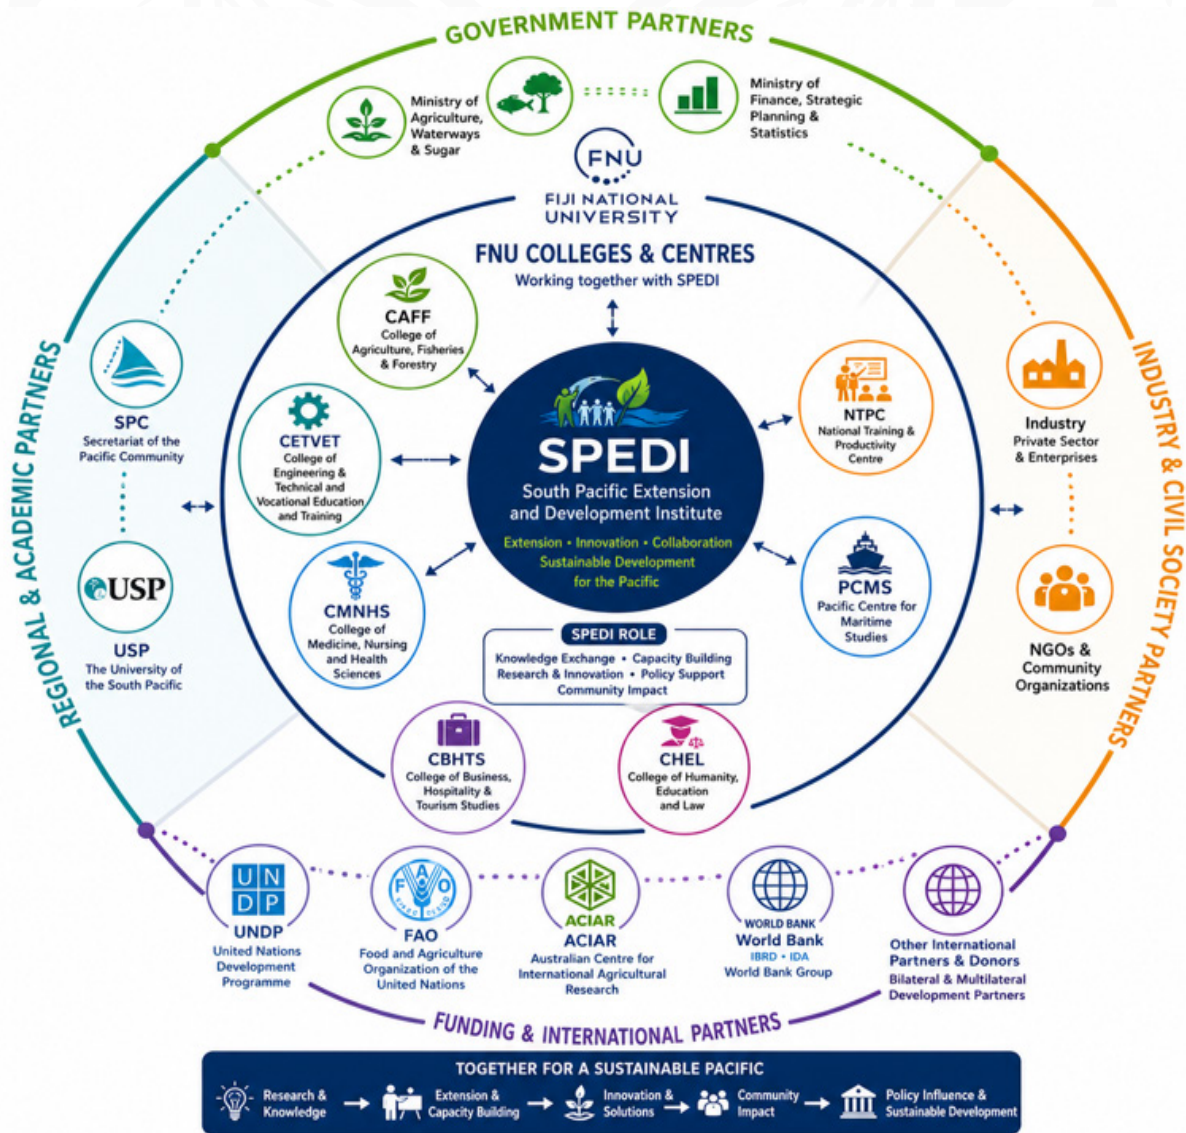 GOVERNMENT PARTNERS
Ministry of
Agriculture,
Waterways
& Sugar
Ministry of
Finance, Strategic
Planning &
Statistics
FNU
FIJI NATIONAL
UNIVERSITY
FNU COLLEGES & CENTRES
Working together with SPEDI
REGIONAL & ACADEMIC PARTNERS
SPC
Secretariat of the
Pacific Community
USP
USP
The University of
the South Pacific
CAFF
College of
Agriculture, Fisheries
& Forestry
CETVET
College of
Engineering &
Technical and
Vocational Education
and Training
CMNHS
College of
Medicine, Nursing
and Health
Sciences
SPEDI
South Pacific Extension
and Development Institute
Extension • Innovation • Collaboration
Sustainable Development
for the Pacific
SPEDI ROLE
Knowledge Exchange • Capacity Building
Research & Innovation • Policy Support
Community Impact
NTPC
National Training &
Productivity
Centre
PCMS
Pacific Centre for
Maritime
Studies
CBHTS
College of Business,
Hospitality &
Tourism Studies
CHEL
College of Humanity,
Education
and Law
INDUSTRY & CIVIL SOCIETY PARTNERS
Industry
Private Sector
& Enterprises
NGOs &
Community
Organizations
UN
DP
UNDP
United Nations
Development
Programme
FAO
FAO
Food and Agriculture
Organization of the
United Nations
ACIAR
ACIAR
Australian Centre for
International Agricultural
Research
WORLD BANK
World Bank
IBRD • IDA
World Bank Group
Other International
Partners & Donors
Bilateral & Multilateral
Development Partners
FUNDING & INTERNATIONAL PARTNERS
TOGETHER FOR A SUSTAINABLE PACIFIC
Research &
Knowledge
Extension &
Capacity Building
Innovation &
Solutions
Community
Impact
Policy Influence &
Sustainable Development